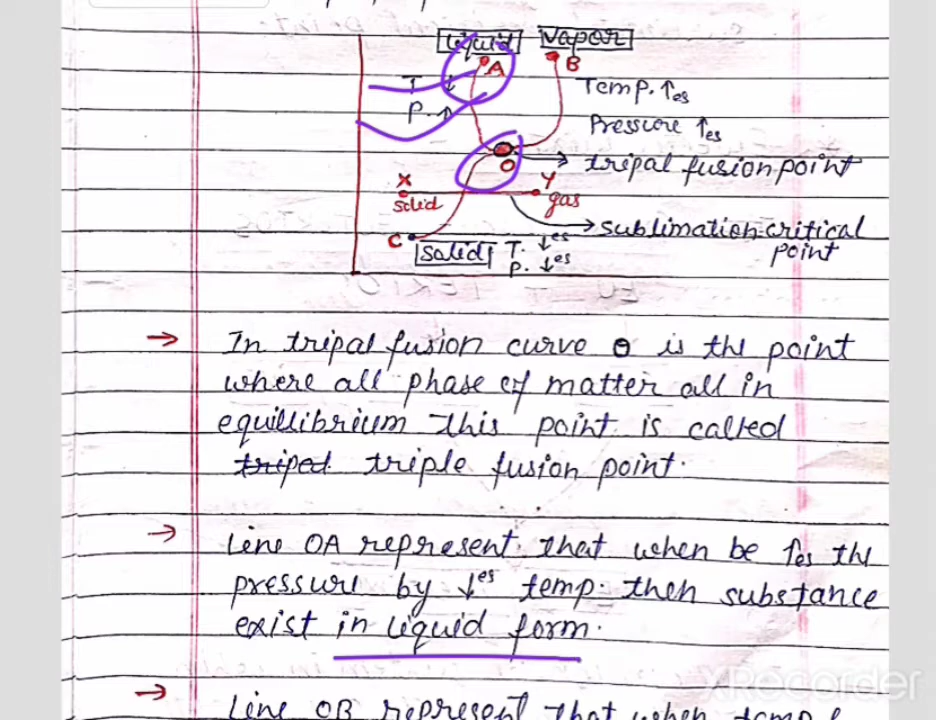 Liquid Vapor
A B
T ↓ Temp. ↑es
P. ↑ Pressure ↑es
O → tripal fusion point
X Y
solid gas
→ sublimation critical
point
C Solid T. ↓es
P. ↓es
→ In tripal fusion curve O is the point
where all phase of matter all in
equillibrium this point is called
triped triple fusion point.
→ Line OA represent that when be ↑es the
pressure by ↓es temp. then substance
exist in liquid form.
→ Line OB represent that when temp
xRecorder